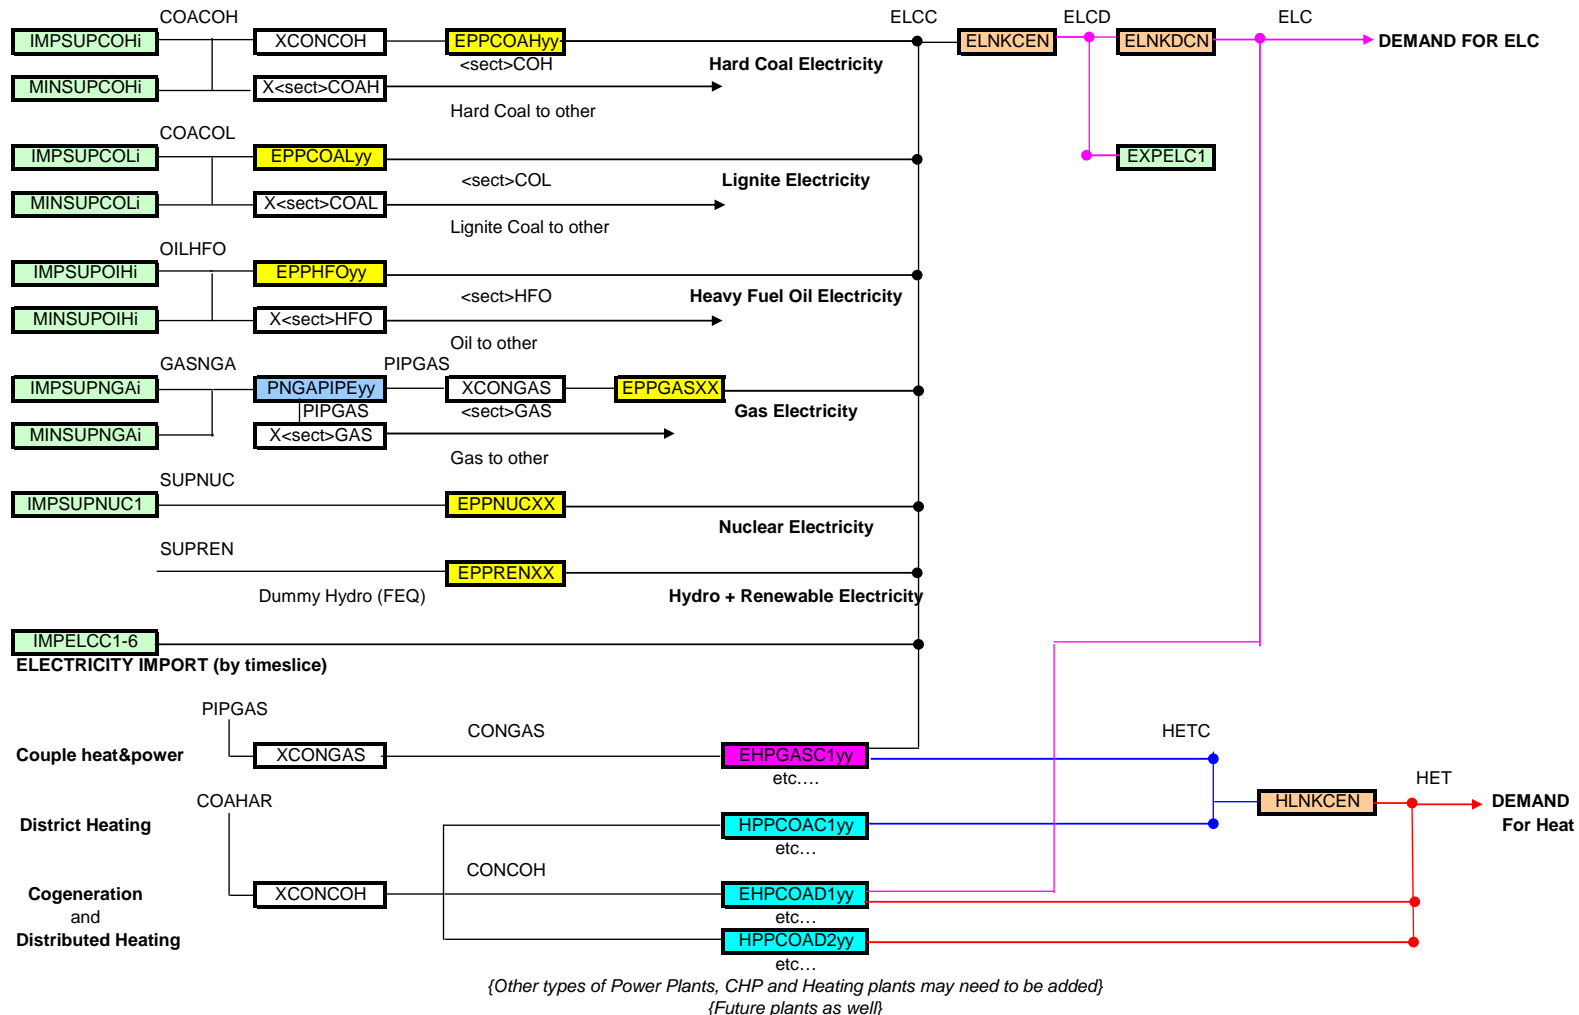 COACOH
ELCC
ELCD
ELC
IMPSUPCOHi
XCONCOH
EPPCOAHyy
ELNKCEN
ELNKDCN
DEMAND FOR ELC
<sect>COH
Hard Coal Electricity
MINSUPCOHi
X<sect>COAH
Hard Coal to other
COACOL
IMPSUPCOLi
EPPCOALyy
EXPELC1
<sect>COL
Lignite Electricity
MINSUPCOLi
X<sect>COAL
Lignite Coal to other
OILHFO
IMPSUPOIHi
EPPHFOyy
<sect>HFO
Heavy Fuel Oil Electricity
MINSUPOIHi
X<sect>HFO
Oil to other
GASNGA
PIPGAS
IMPSUPNGAi
PNGAPIPEyy
XCONGAS
EPPGASXX
PIPGAS
<sect>GAS
Gas Electricity
MINSUPNGAi
X<sect>GAS
Gas to other
SUPNUC
IMPSUPNUC1
EPPNUCXX
Nuclear Electricity
SUPREN
EPPRENXX
Dummy Hydro (FEQ)
Hydro + Renewable Electricity
IMPELCC1-6
ELECTRICITY IMPORT (by timeslice)
PIPGAS
CONGAS
HETC
Couple heat&power
XCONGAS
EHPGASC1yy
etc....
HET
COAHAR
HLNKCEN
DEMAND
For Heat
District Heating
HPPCOAC1yy
etc...
CONCOH
Cogeneration
and
Distributed Heating
XCONCOH
EHPCOAD1yy
etc...
HPPCOAD2yy
etc...
{Other types of Power Plants, CHP and Heating plants may need to be added}
{Future plants as well}